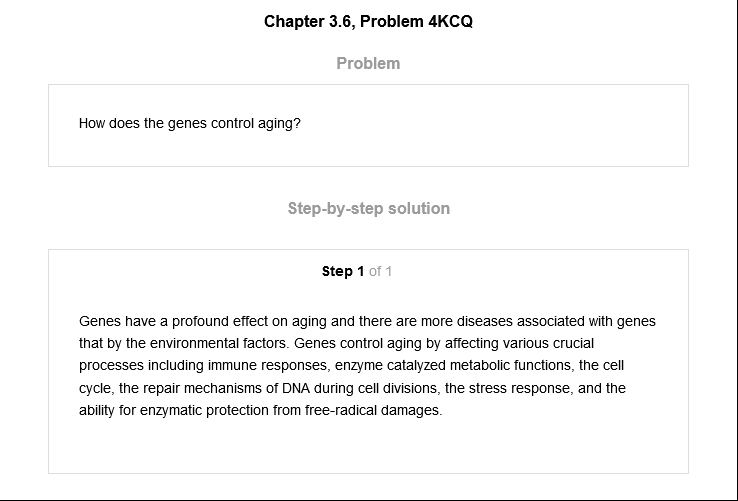 Chapter 3.6, Problem 4KCQ
Problem
How does the genes control aging?
Step-by-step solution
Step 1 of 1
Genes have a profound effect on aging and there are more diseases associated with genes
that by the environmental factors. Genes control aging by affecting various crucial
processes including immune responses, enzyme catalyzed metabolic functions, the cell
cycle, the repair mechanisms of DNA during cell divisions, the stress response, and the
ability for enzymatic protection from free-radical damages.